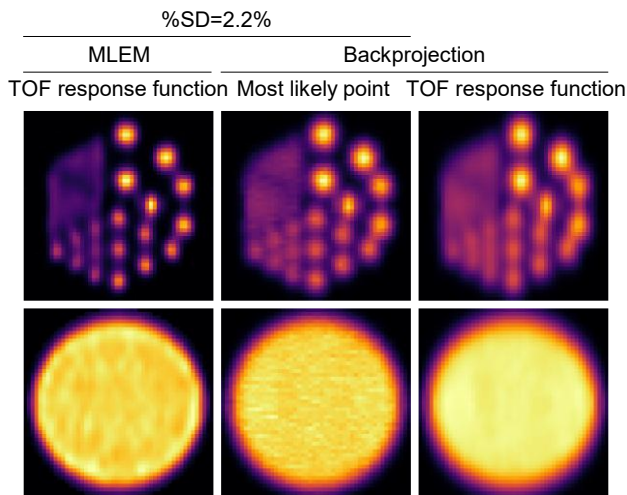 %SD=2.2%
MLEM Backprojection
TOF response function Most likely point TOF response function